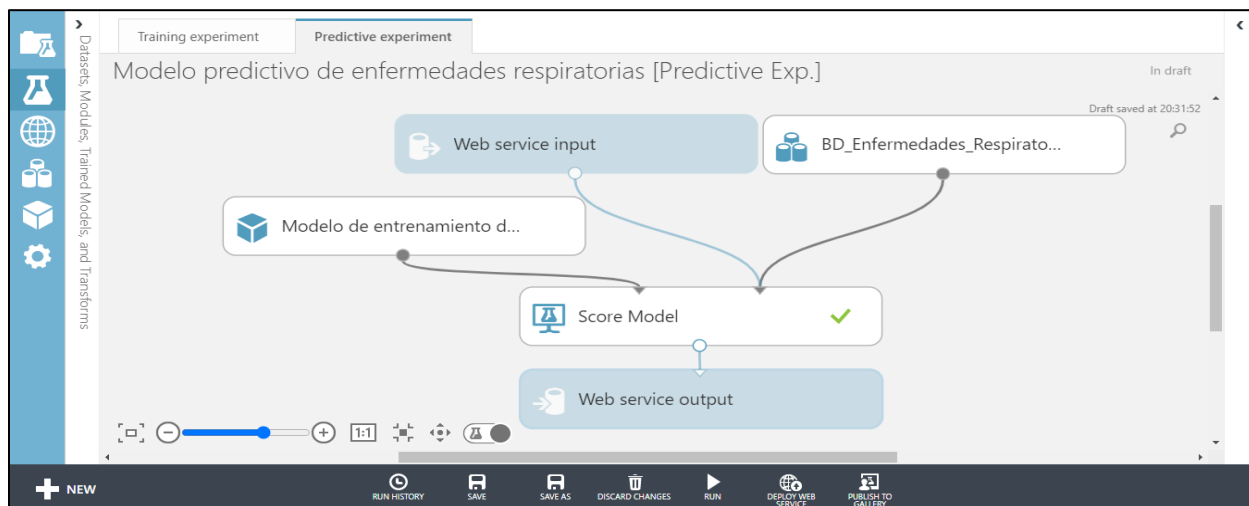 Training experiment
Predictive experiment
Modelo predictivo de enfermedades respiratorias [Predictive Exp.]
In draft
Draft saved at 20:31:52
Datasets, Modules, Trained Models, and Transforms
Web service input
BD_Enfermedades_Respirato...
Modelo de entrenamiento d...
Score Model
Web service output
1:1
NEW
RUN HISTORY
SAVE
SAVE AS
DISCARD CHANGES
RUN
DEPLOY WEB
SERVICE
PUBLISH TO
GALLERY